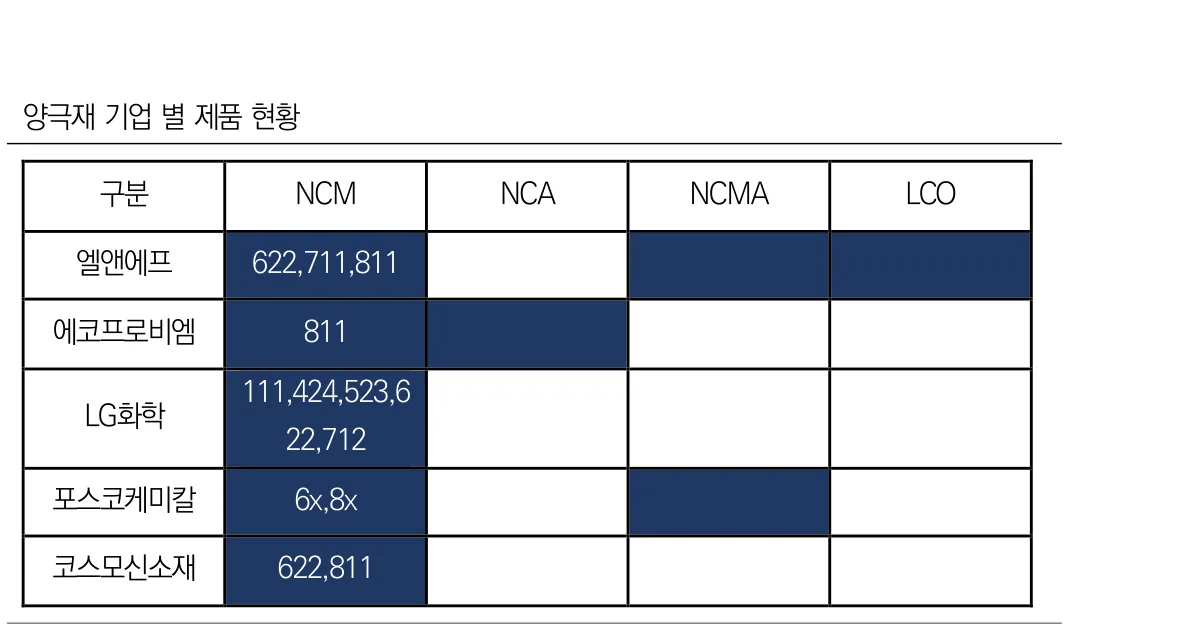 양극재 기업 별 제품 현황
구분 NCM NCA NCMA LCO
엘앤에프 622,711,811
에코프로비엠 811
LG화학 111,424,523,6
22,712
포스코케미칼 6x,8x
코스모신소재 622,811